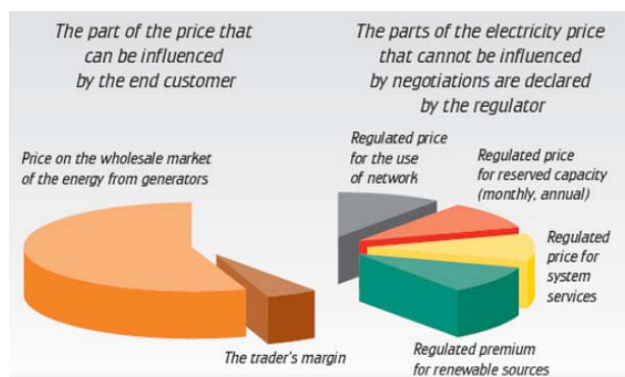 The part of the price that
can be influenced
by the end customer
The parts of the electricity price
that cannot be influenced
by negotiations are declared
by the regulator
Price on the wholesale market
of the energy from generators
The trader's margin
Regulated price
for the use
of network
Regulated price
for reserved capacity
(monthly, annual)
Regulated
price for
system
services
Regulated premium
for renewable sources